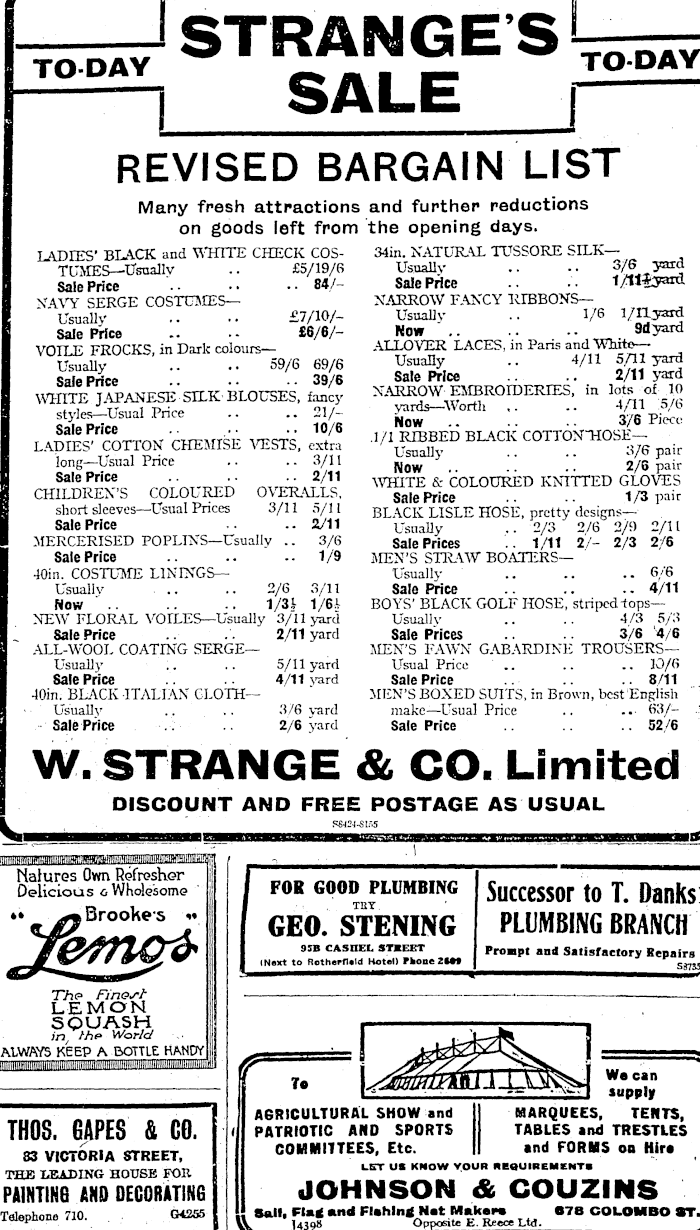 TO-DAY
STRANGE'S
SALE
TO-DAY
REVISED BARGAIN LIST
Many fresh attractions and further reductions
on goods left from the opening days.
LADIES' BLACK and WHITE CHECK COS-
TUMES—Usually .. £5/19/6
Sale Price .. .. .. 84/-
NAVY SERGE COSTUMES—
Usually .. .. £7/10/-
Sale Price .. .. £6/6/-
VOILE FROCKS, in Dark colours—
Usually .. .. 59/6 69/6
Sale Price .. .. .. 39/6
WHITE JAPANESE SILK BLOUSES, fancy
styles—Usual Price .. .. 21/-
Sale Price .. .. .. 10/6
LADIES' COTTON CHEMISE VESTS, extra
long—Usual Price .. .. 3/11
Sale Price .. .. .. 2/11
CHILDREN'S COLOURED OVERALLS,
short sleeves—Usual Prices 3/11 5/11
Sale Price .. .. 2/11
MERCERISED POPLINS—Usually .. 3/6
Sale Price .. .. .. 1/9
40in. COSTUME LININGS—
Usually .. .. 2/6 3/11
Now .. .. .. 1/3½ 1/6½
NEW FLORAL VOILES—Usually 3/11 yard
Sale Price .. .. 2/11 yard
ALL-WOOL COATING SERGE—
Usually .. .. 5/11 yard
Sale Price .. .. 4/11 yard
40in. BLACK ITALIAN CLOTH—
Usually .. .. 3/6 yard
Sale Price .. .. 2/6 yard
34in. NATURAL TUSSORE SILK—
Usually .. .. 3/6 yard
Sale Price .. .. 1/11½ yard
NARROW FANCY RIBBONS—
Usually .. .. 1/6 1/11 yard
Now .. .. .. 9d yard
ALLOVER LACES, in Paris and White—
Usually .. .. 4/11 5/11 yard
Sale Price .. .. 2/11 yard
NARROW EMBROIDERIES, in lots of 10
yards—Worth .. .. 4/11 5/6
Now .. .. .. 3/6 Piece
1/1 RIBBED BLACK COTTON HOSE—
Usually .. .. 3/6 pair
Now .. .. .. 2/6 pair
WHITE & COLOURED KNITTED GLOVES
Sale Price .. .. 1/3 pair
BLACK LISLE HOSE, pretty designs—
Usually .. 2/3 2/6 2/9 2/11
Sale Prices .. 1/11 2/- 2/3 2/6
MEN'S STRAW BOATERS—
Usually .. .. .. 6/6
Sale Price .. .. .. 4/11
BOYS' BLACK GOLF HOSE, striped tops—
Usually .. .. 4/3 5/3
Sale Prices .. .. 3/6 4/6
MEN'S FAWN GABARDINE TROUSERS—
Usual Price .. .. 10/6
Sale Price .. .. .. 8/11
MEN'S BOXED SUITS, in Brown, best English
make—Usual Price .. .. 63/-
Sale Price .. .. .. 52/6
W. STRANGE & CO. Limited
DISCOUNT AND FREE POSTAGE AS USUAL
S8424-8155
Natures Own Refresher
Delicious & Wholesome
"Brooke's"
Lemos
The Finest
LEMON
SQUASH
in the World
ALWAYS KEEP A BOTTLE HANDY
THOS. GAPES & CO.
83 VICTORIA STREET,
THE LEADING HOUSE FOR
PAINTING AND DECORATING
Telephone 710. G4255
FOR GOOD PLUMBING
TRY
GEO. STENING
95B CASHEL STREET
(Next to Rotherfield Hotel) Phone 2609
Successor to T. Danks'
PLUMBING BRANCH
Prompt and Satisfactory Repairs
S8735
To
AGRICULTURAL SHOW and
PATRIOTIC AND SPORTS
COMMITTEES, Etc.
We can
supply
MARQUEES, TENTS,
TABLES and TRESTLES
and FORMS on Hire
LET US KNOW YOUR REQUIREMENTS
JOHNSON & COUZINS
Sail, Flag and Fishing Net Makers 678 COLOMBO ST.
J4398 Opposite E. Reece Ltd.